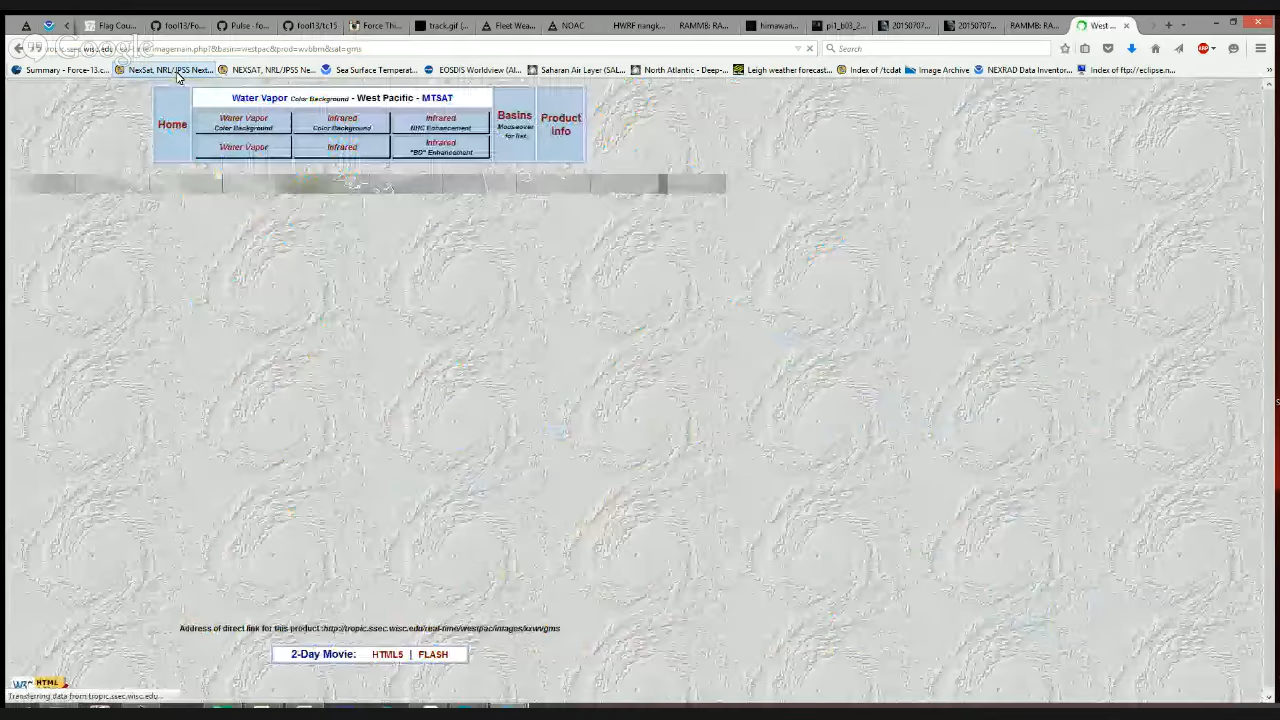 Flag Cou...
fool13/Fo...
Pulse - fo...
fool13/tc15
Force Thi...
track.gif (...
Fleet Wea...
NOAC
HWRF nangk...
RAMMB: RA...
himawari...
pi1_b03_2...
20150707...
20150707...
RAMMB: RA...
West ...
Google
Search
ABP
Summary - Force-13.c...
NexSat, NRL/JPSS Next...
NEXSAT, NRL/JPSS Ne...
Sea Surface Temperat...
EOSDIS Worldview (Al...
Saharan Air Layer (SAL...
North Atlantic - Deep-...
Leigh weather forecast...
Index of /tcdat
Image Archive
NEXRAD Data Inventor...
Index of ftp://eclipse.n...
Water Vapor Color Background - West Pacific - MTSAT
Home
Water Vapor
Color Background
Infrared
Color Background
Infrared
NHC Enhancement
Water Vapor
Infrared
Infrared
"BD" Enhancement
Basins
Mouseover
for list.
Product
Info
Address of direct link for this product :http://tropic.ssec.wisc.edu/real-time/westpac/images/
2-Day Movie: HTML5 | FLASH
W3C HTML
Transferring data from tropic.ssec.wisc.edu...